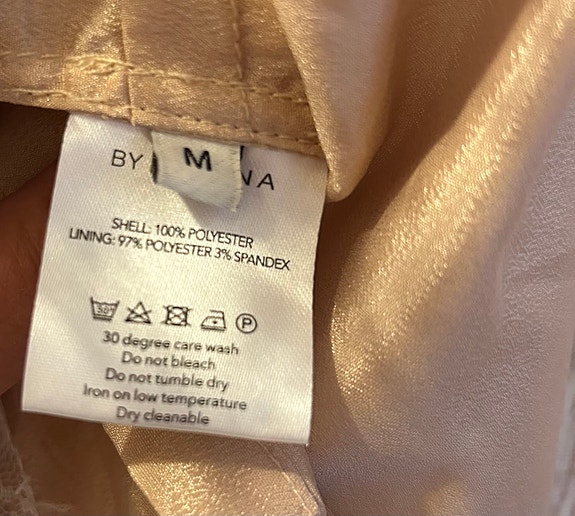 M
BY
SHELL: 100% POLYESTER
LINING: 97% POLYESTER 3% SPANDEX
30°
P
30 degree care wash
Do not bleach
Do not tumble dry
Iron on low temperature
Dry cleanable